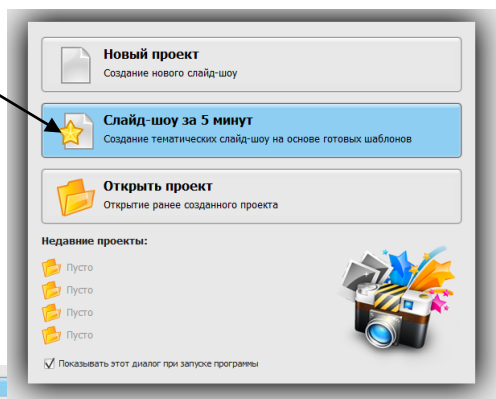 Новый проект
Создание нового слайд-шоу
Слайд-шоу за 5 минут
Создание тематических слайд-шоу на основе готовых шаблонов
Открыть проект
Открытие ранее созданного проекта
Недавние проекты:
Пусто
Пусто
Пусто
Пусто
Показывать этот диалог при запуске программы